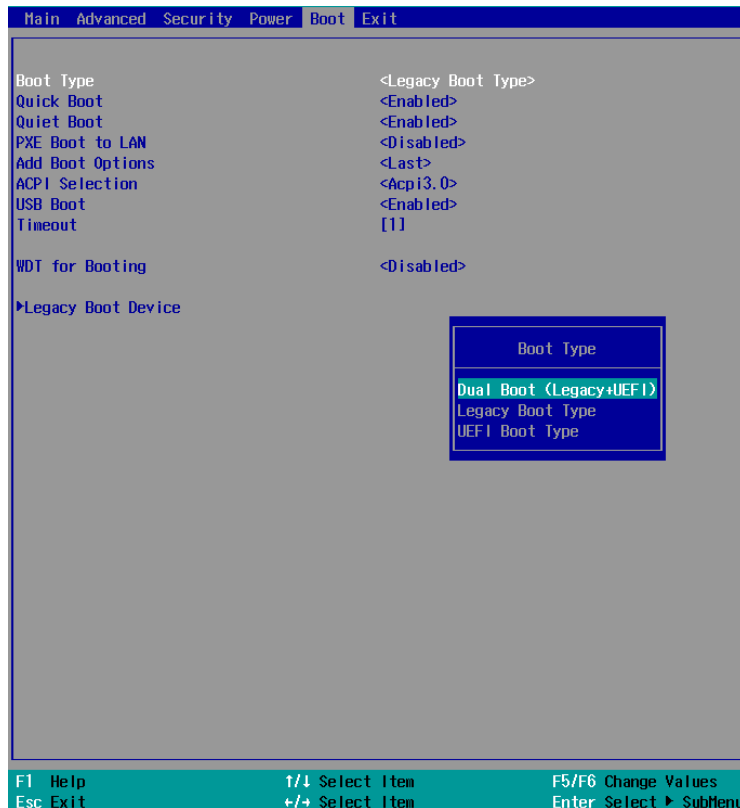 Main Advanced Security Power Boot Exit
Boot Type <Legacy Boot Type>
Quick Boot <Enabled>
Quiet Boot <Enabled>
PXE Boot to LAN <Disabled>
Add Boot Options <Last>
ACPI Selection <Acpi3.0>
USB Boot <Enabled>
Timeout [1]
WDT for Booting <Disabled>
▶Legacy Boot Device
Boot Type
Dual Boot (Legacy+UEFI)
Legacy Boot Type
UEFI Boot Type
F1 Help ↑/↓ Select Item F5/F6 Change Values
Esc Exit ←/→ Select Item Enter Select ▶ SubMenu